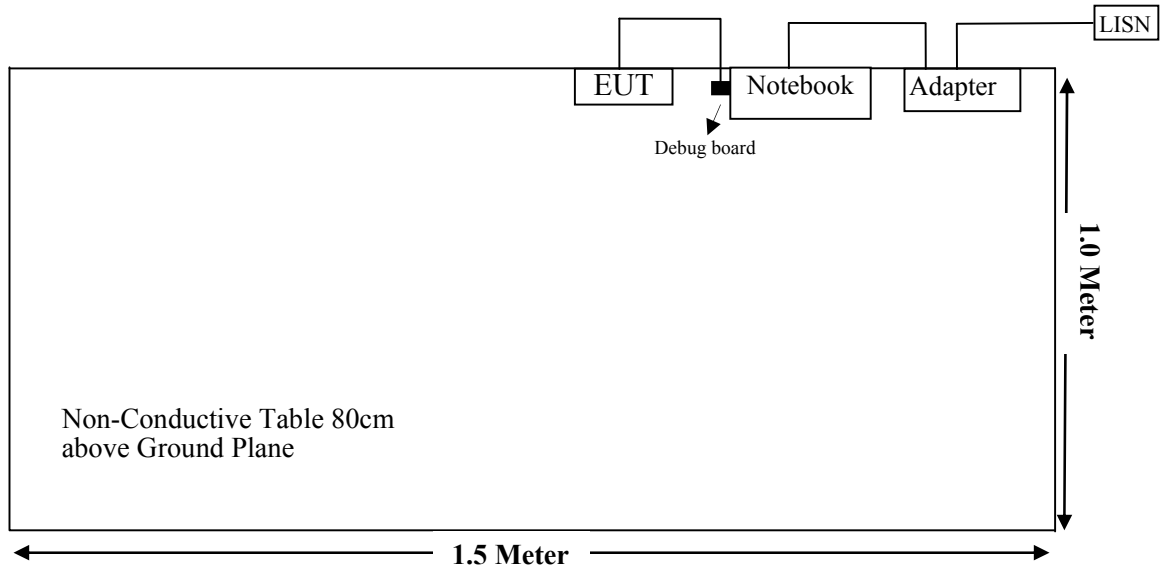 LISN
EUT
Notebook
Adapter
Debug board
1.0 Meter
Non-Conductive Table 80cm
above Ground Plane
1.5 Meter